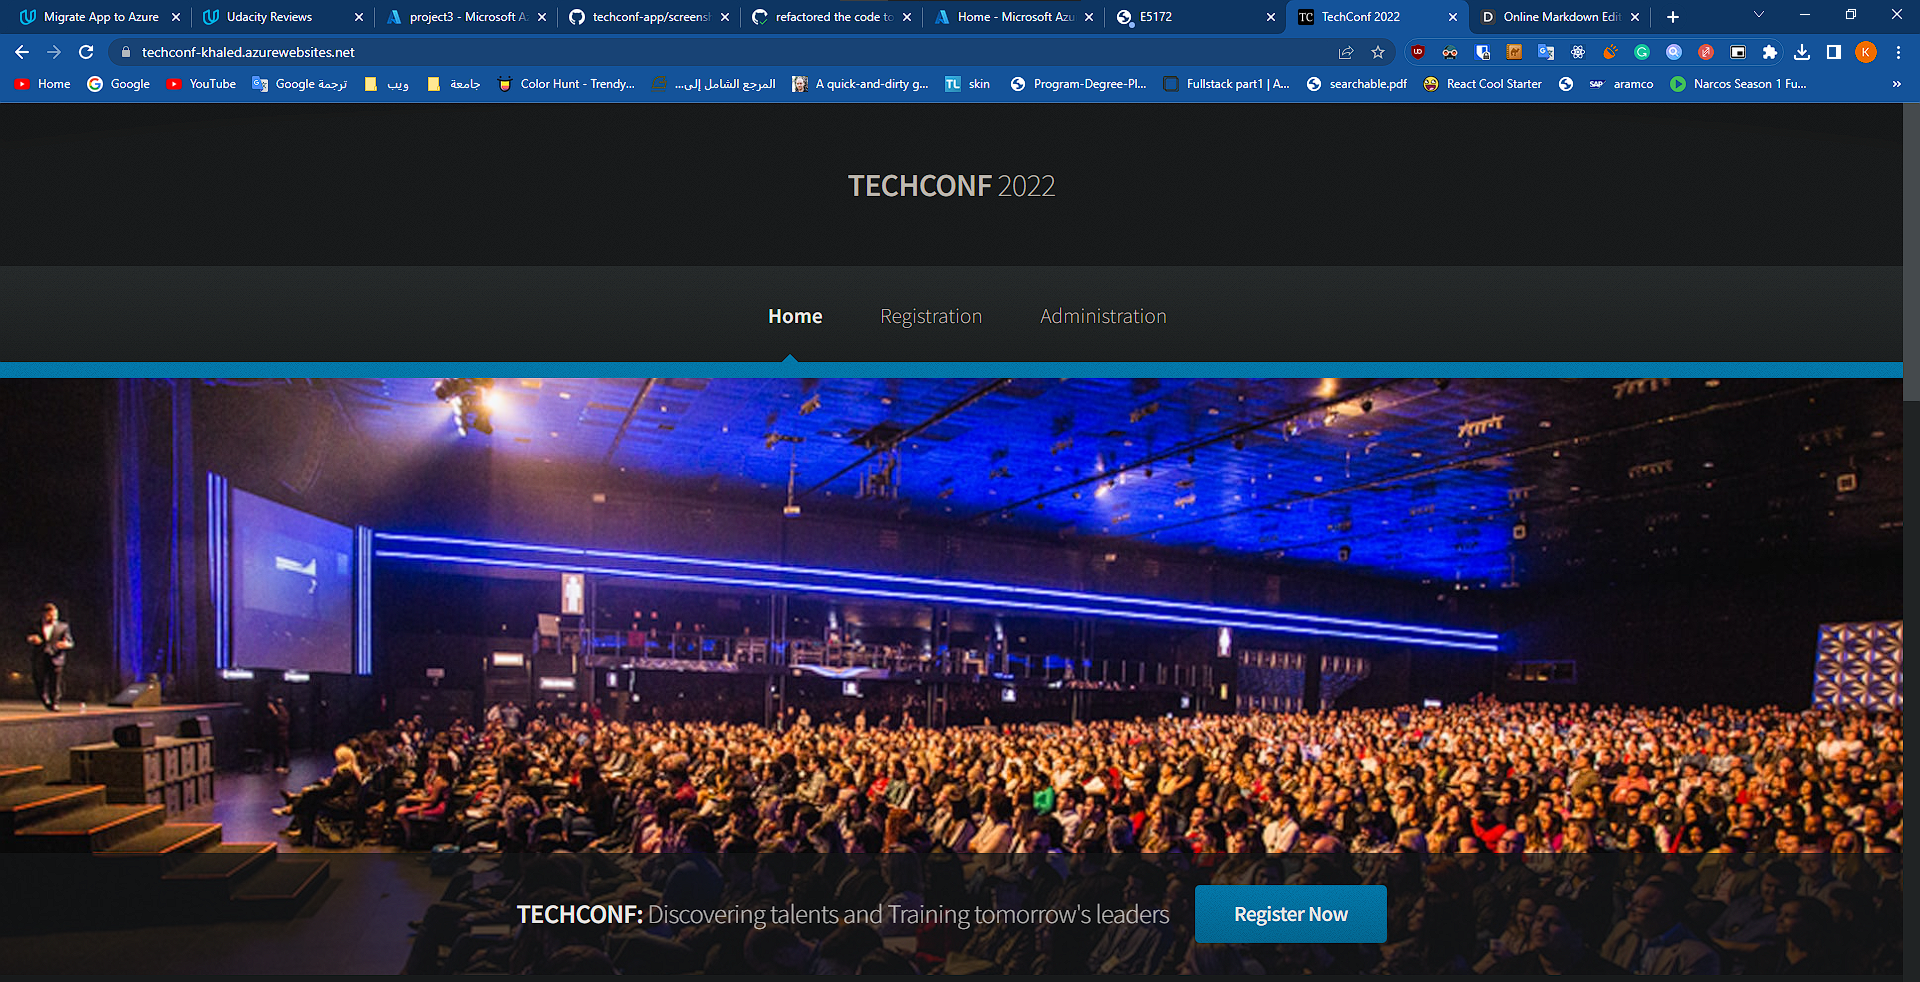 Migrate App to Azure
Udacity Reviews
project3 - Microsoft A
techconf-app/screensh
refactored the code to
Home - Microsoft Azu
E5172
TC TechConf 2022
D Online Markdown Edit
techconf-khaled.azurewebsites.net
K
Home
Google
YouTube
Google ترجمة
ويب
جامعة
Color Hunt - Trendy...
المرجع الشامل إلى...
A quick-and-dirty g...
TL skin
Program-Degree-Pl...
Fullstack part1 | A...
searchable.pdf
React Cool Starter
SAP aramco
Narcos Season 1 Fu...
TECHCONF 2022
Home
Registration
Administration
TECHCONF: Discovering talents and Training tomorrow's leaders
Register Now